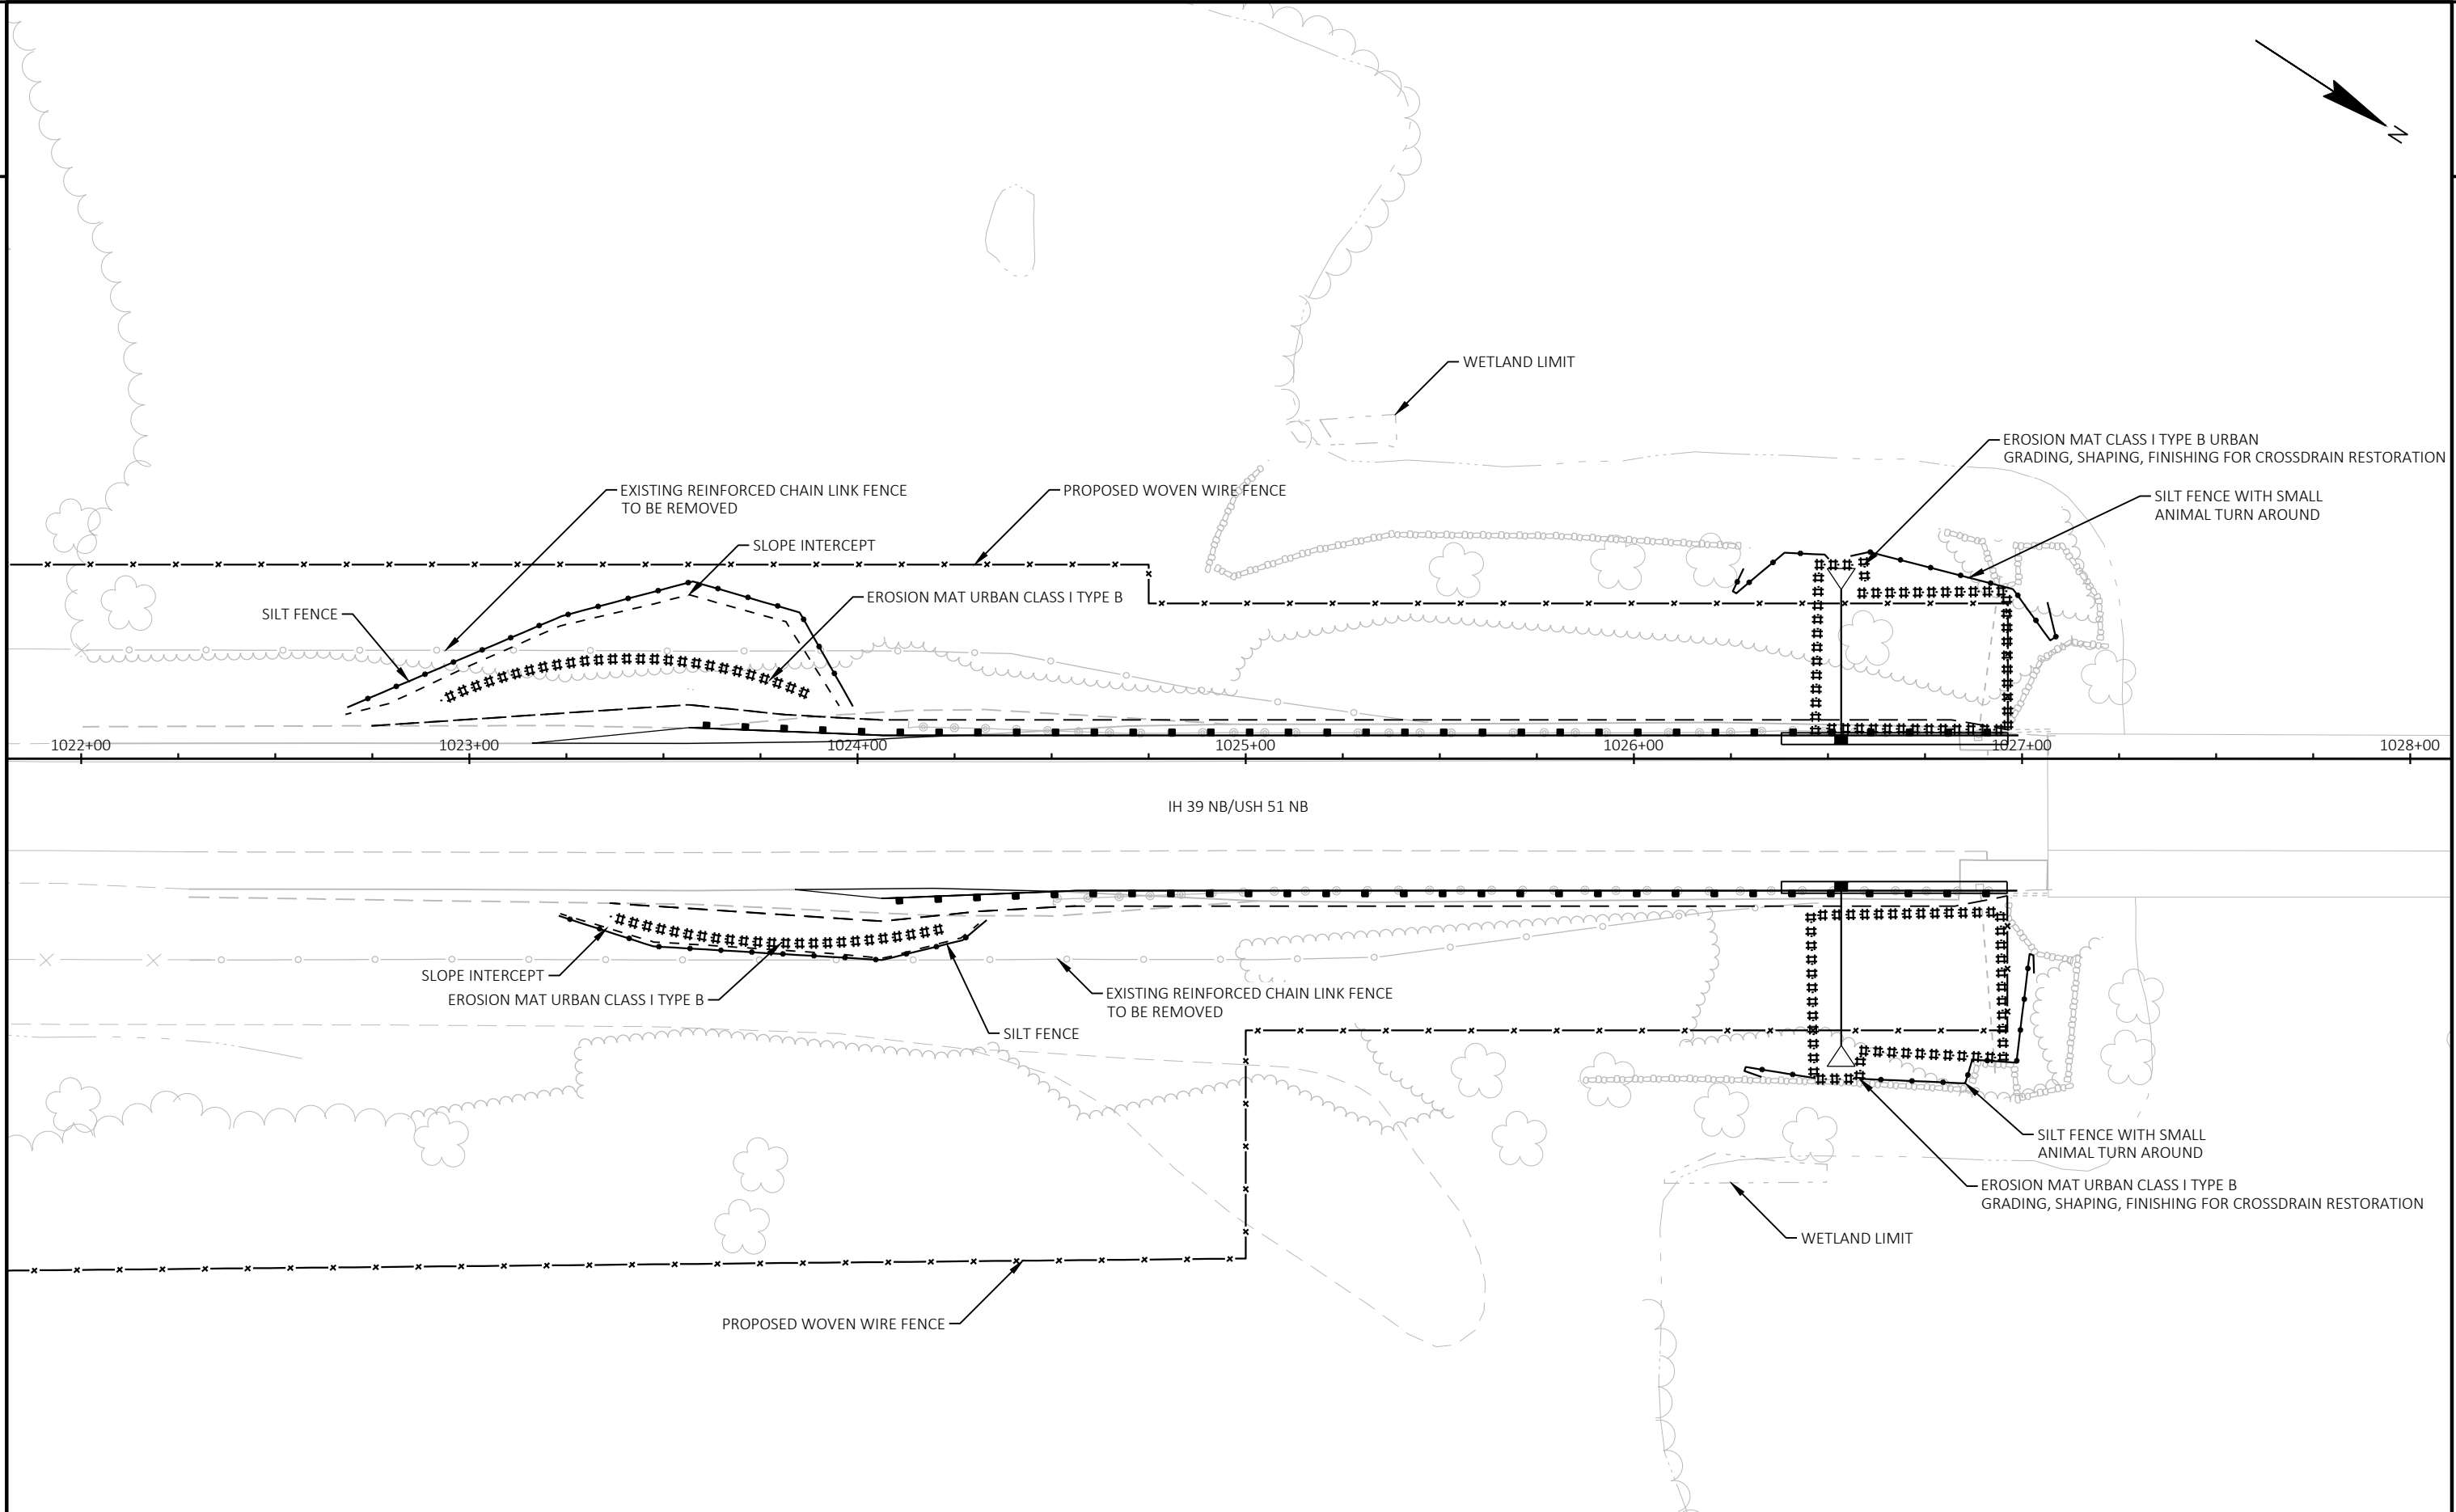 N
WETLAND LIMIT
EROSION MAT CLASS I TYPE B URBAN
GRADING, SHAPING, FINISHING FOR CROSSDRAIN RESTORATION
EXISTING REINFORCED CHAIN LINK FENCE
TO BE REMOVED
PROPOSED WOVEN WIRE FENCE
SILT FENCE WITH SMALL
ANIMAL TURN AROUND
SLOPE INTERCEPT
EROSION MAT URBAN CLASS I TYPE B
SILT FENCE
1022+00
1023+00
1024+00
1025+00
1026+00
1027+00
1028+00
IH 39 NB/USH 51 NB
SLOPE INTERCEPT
EROSION MAT URBAN CLASS I TYPE B
EXISTING REINFORCED CHAIN LINK FENCE
TO BE REMOVED
SILT FENCE
SILT FENCE WITH SMALL
ANIMAL TURN AROUND
EROSION MAT URBAN CLASS I TYPE B
GRADING, SHAPING, FINISHING FOR CROSSDRAIN RESTORATION
WETLAND LIMIT
PROPOSED WOVEN WIRE FENCE